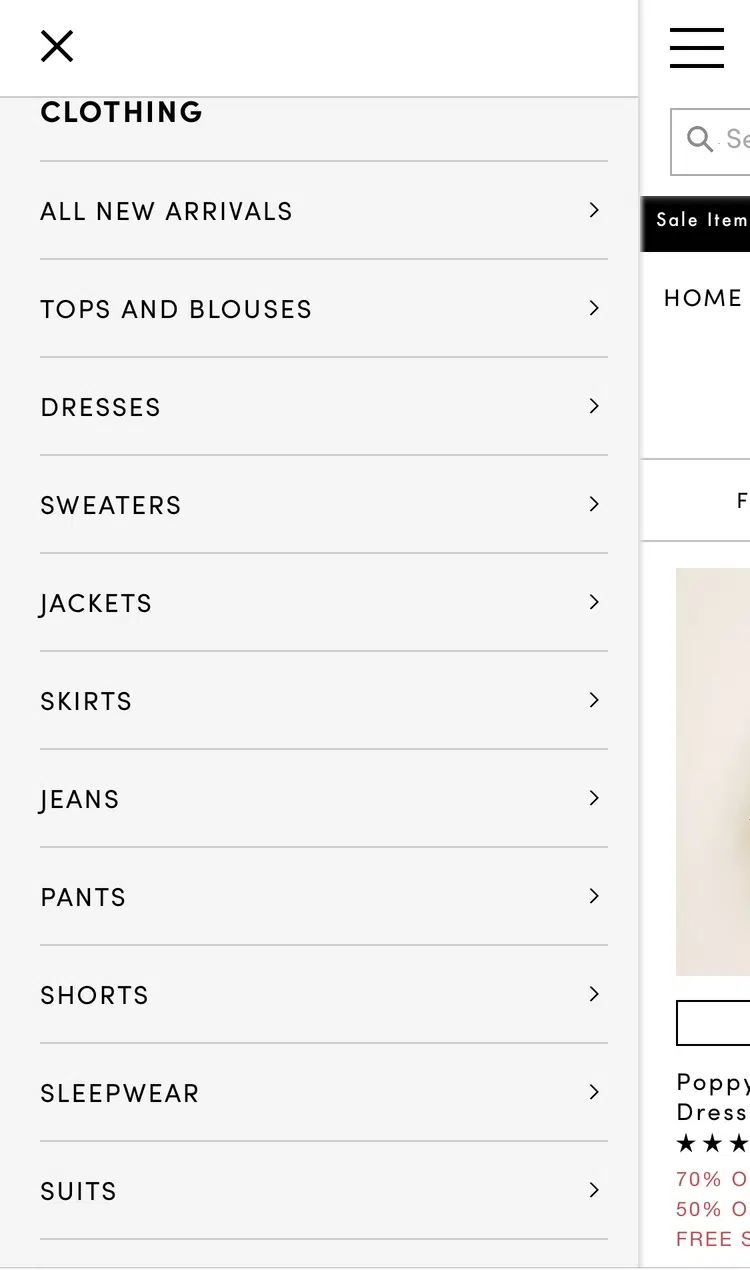 CLOTHING
ALL NEW ARRIVALS
TOPS AND BLOUSES
DRESSES
SWEATERS
JACKETS
SKIRTS
JEANS
PANTS
SHORTS
SLEEPWEAR
SUITS
Se
Sale Item
HOME
F
Poppy
Dress
70% O
50% O
FREE S